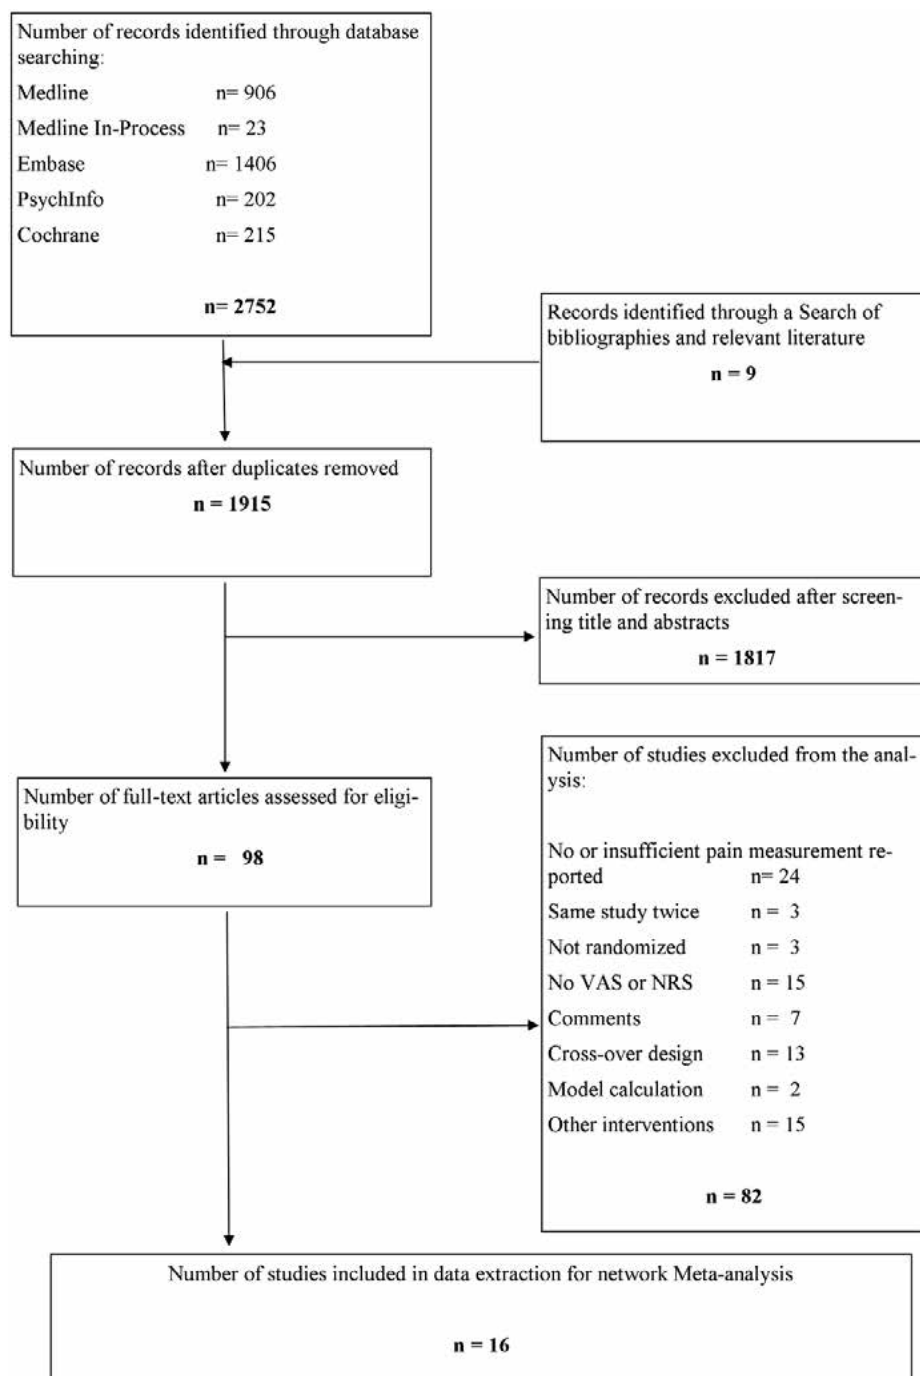 Number of records identified through database
searching:
Medline n= 906
Medline In-Process n= 23
Embase n= 1406
PsychInfo n= 202
Cochrane n= 215
n= 2752
Records identified through a Search of
bibliographies and relevant literature
n = 9
Number of records after duplicates removed
n = 1915
Number of records excluded after screen-
ing title and abstracts
n = 1817
Number of full-text articles assessed for eligi-
bility
n = 98
Number of studies excluded from the anal-
ysis:
No or insufficient pain measurement re-
ported n= 24
Same study twice n = 3
Not randomized n = 3
No VAS or NRS n = 15
Comments n = 7
Cross-over design n = 13
Model calculation n = 2
Other interventions n = 15
n = 82
Number of studies included in data extraction for network Meta-analysis
n = 16